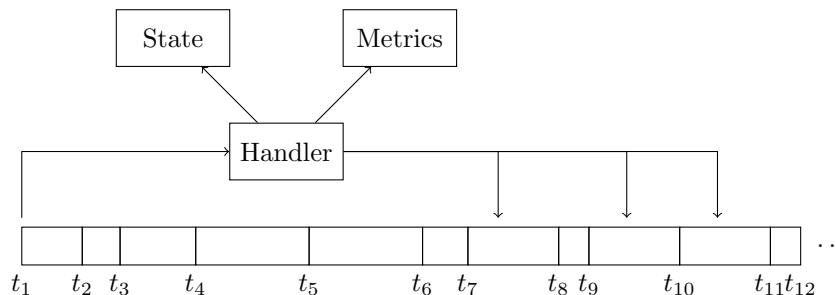 State Metrics
Handler
. .
t₁ t₂ t₃ t₄ t₅ t₆ t₇ t₈ t₉ t₁₀ t₁₁ t₁₂